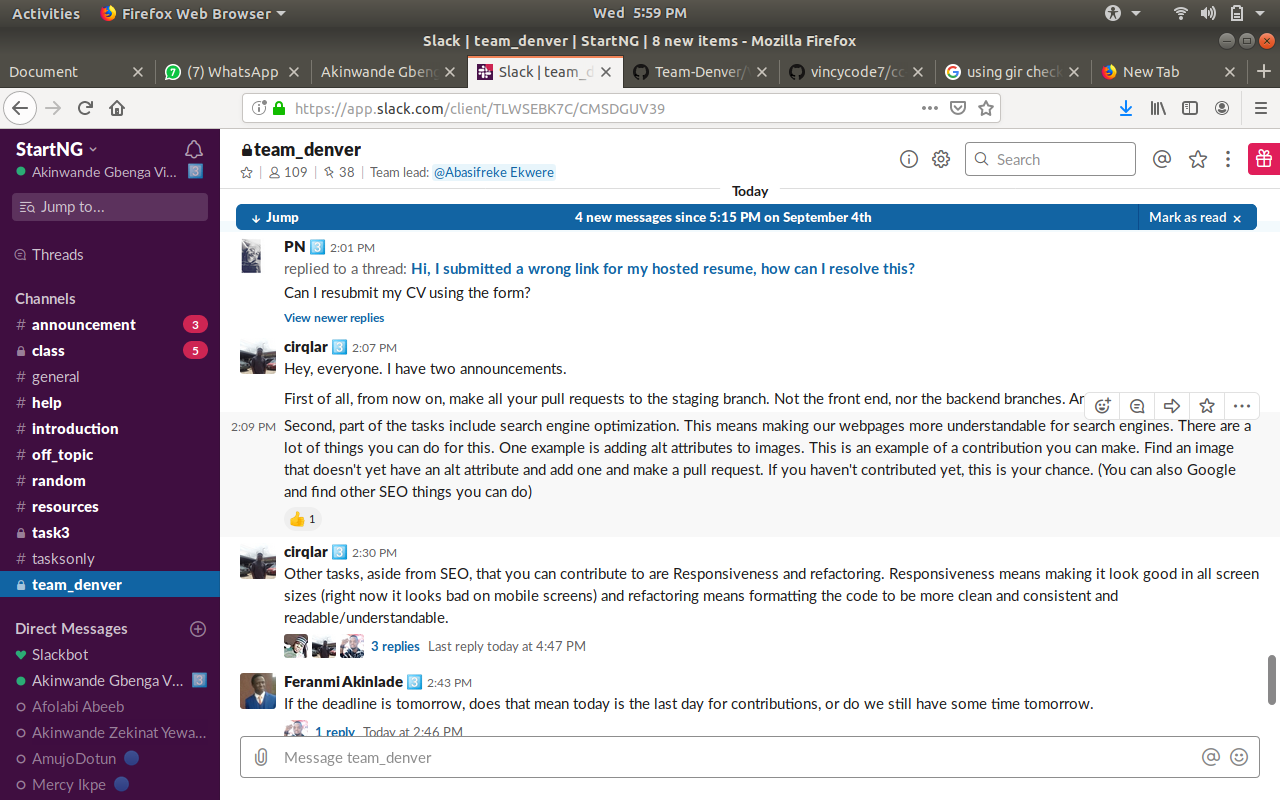 Activities Firefox Web Browser Wed 5:59 PM
Slack | team_denver | StartNG | 8 new items - Mozilla Firefox
Document (7) WhatsApp Akinwande Gben Slack | team_d Team-Denver/ vincycode7/cc using gir check New Tab
https://app.slack.com/client/TLWSEBK7C/CMSDGUV39
StartNG
Akinwande Gbenga Vi... 3
Jump to...
Threads
Channels
# announcement 3
class 5
# general
# help
# introduction
# off_topic
# random
# resources
task3
# tasksonly
team_denver
Direct Messages
Slackbot
Akinwande Gbenga V... 3
Afolabi Abeeb
Akinwande Zekinat Yewa...
AmujoDotun
Mercy Ikpe
team_denver
109 | 38 | Team lead: @Abasifreke Ekwere
Search
Today
Jump 4 new messages since 5:15 PM on September 4th Mark as read
PN 3 2:01 PM
replied to a thread: Hi, I submitted a wrong link for my hosted resume, how can I resolve this?
Can I resubmit my CV using the form?
View newer replies
cirqlar 3 2:07 PM
Hey, everyone. I have two announcements.
First of all, from now on, make all your pull requests to the staging branch. Not the front end, nor the backend branches.
2:09 PM Second, part of the tasks include search engine optimization. This means making our webpages more understandable for search engines. There are a
lot of things you can do for this. One example is adding alt attributes to images. This is an example of a contribution you can make. Find an image
that doesn't yet have an alt attribute and add one and make a pull request. If you haven't contributed yet, this is your chance. (You can also Google
and find other SEO things you can do)
👍 1
cirqlar 3 2:30 PM
Other tasks, aside from SEO, that you can contribute to are Responsiveness and refactoring. Responsiveness means making it look good in all screen
sizes (right now it looks bad on mobile screens) and refactoring means formatting the code to be more clean and consistent and
readable/understandable.
3 replies Last reply today at 4:47 PM
Feranmi Akinlade 3 2:43 PM
If the deadline is tomorrow, does that mean today is the last day for contributions, or do we still have some time tomorrow.
1 reply Today at 2:46 PM
Message team_denver